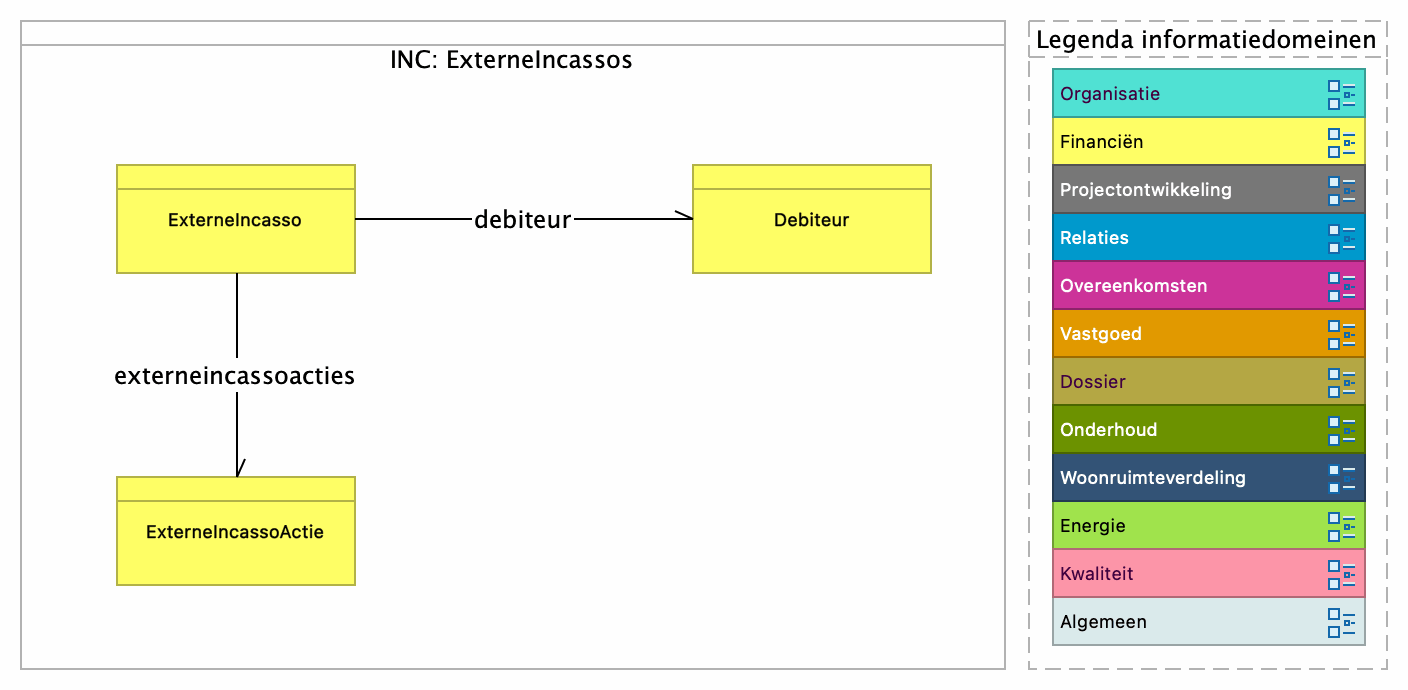 INC: ExterneIncassos
ExterneIncasso
debiteur
Debiteur
externeincassoacties
ExterneIncassoActie
Legenda informatiedomeinen
Organisatie
Financiën
Projectontwikkeling
Relaties
Overeenkomsten
Vastgoed
Dossier
Onderhoud
Woonruimteverdeling
Energie
Kwaliteit
Algemeen